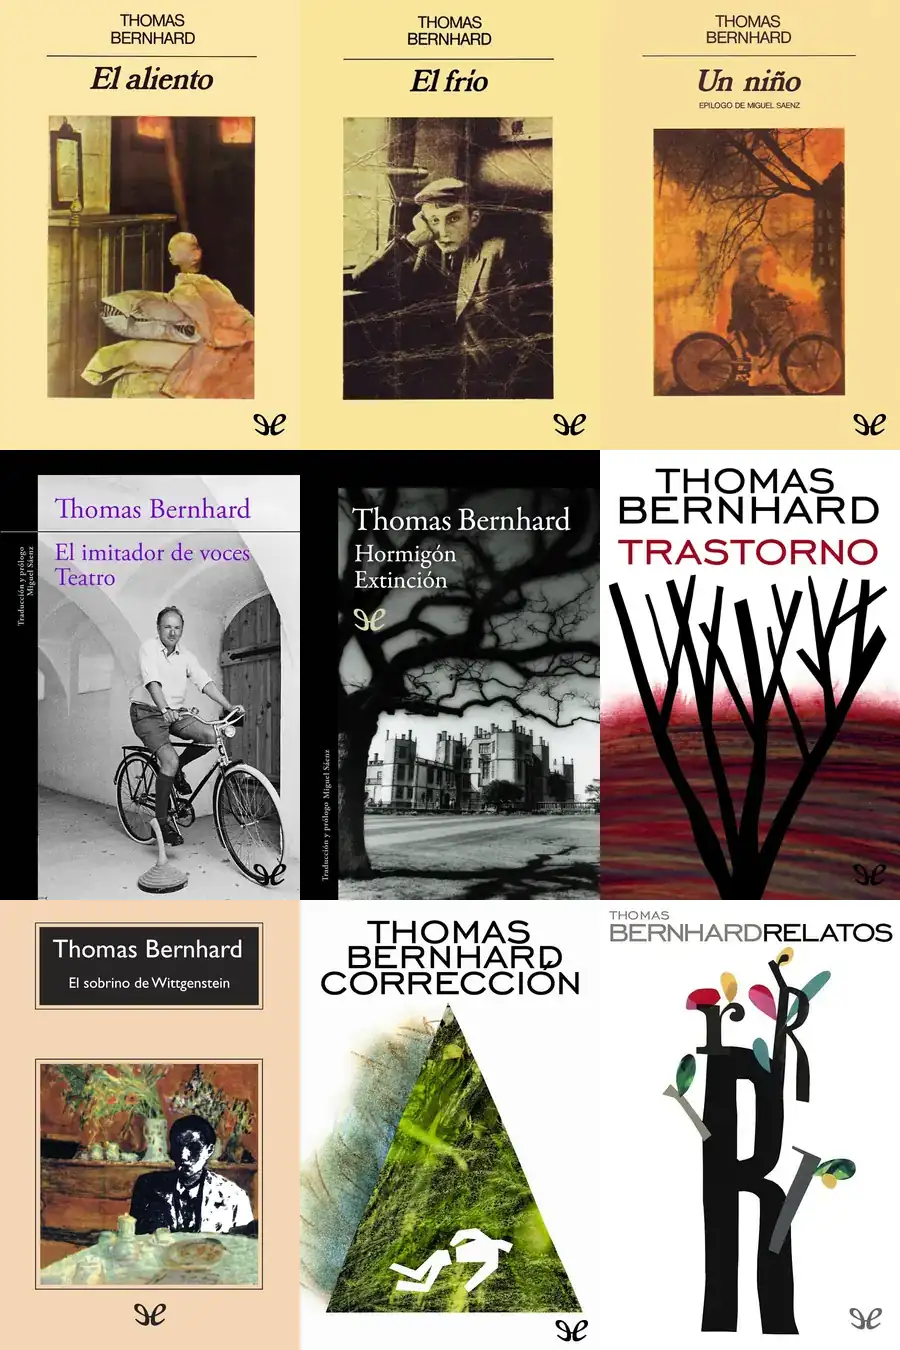 THOMAS
BERNHARD
El aliento
THOMAS
BERNHARD
El frío
THOMAS
BERNHARD
Un niño
EPILOGO DE MIGUEL SAENZ
Thomas Bernhard
El imitador de voces
Teatro
Traducción y prólogo
Miguel Sáenz
Thomas Bernhard
Hormigón
Extinción
Traducción y prólogo Miguel Sáenz
THOMAS
BERNHARD
TRASTORNO
Thomas Bernhard
El sobrino de Wittgenstein
THOMAS
BERNHARD
CORRECCIÓN
THOMAS
BERNHARDRELATOS
r
R
R